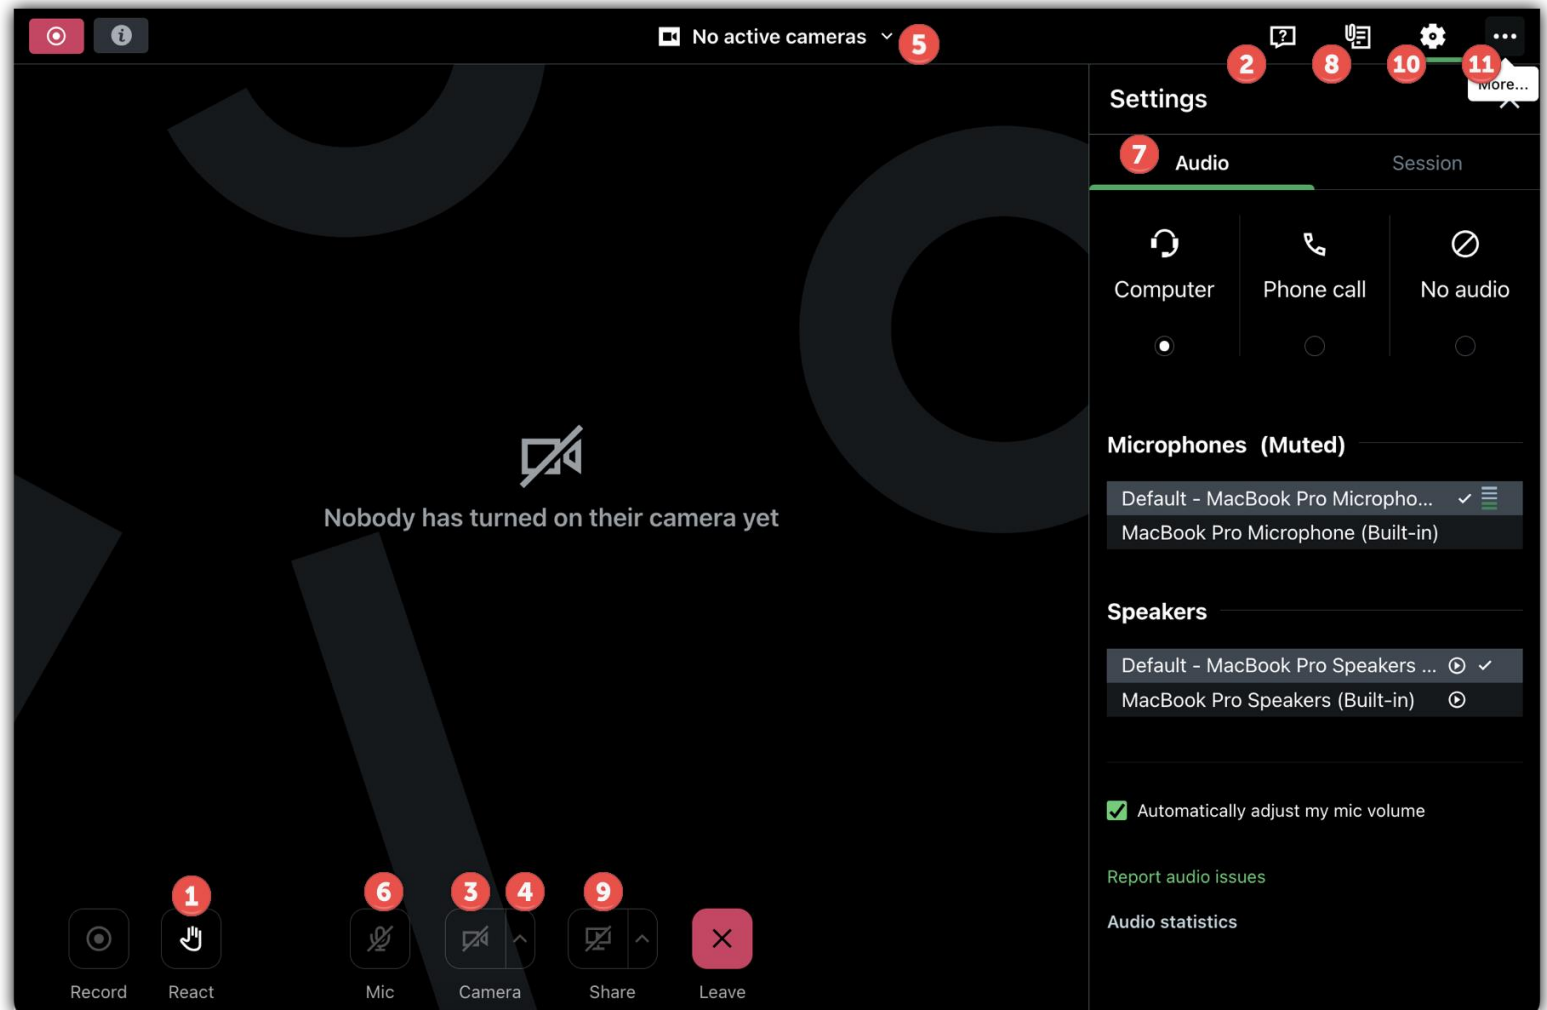 No active cameras
5
2
8
10
11
More...
Settings
7
Audio
Session
Computer
Phone call
No audio
Microphones (Muted)
Default - MacBook Pro Micropho...
MacBook Pro Microphone (Built-in)
Speakers
Default - MacBook Pro Speakers ...
MacBook Pro Speakers (Built-in)
Automatically adjust my mic volume
Report audio issues
Audio statistics
Nobody has turned on their camera yet
1
6
3
4
9
Record
React
Mic
Camera
Share
Leave